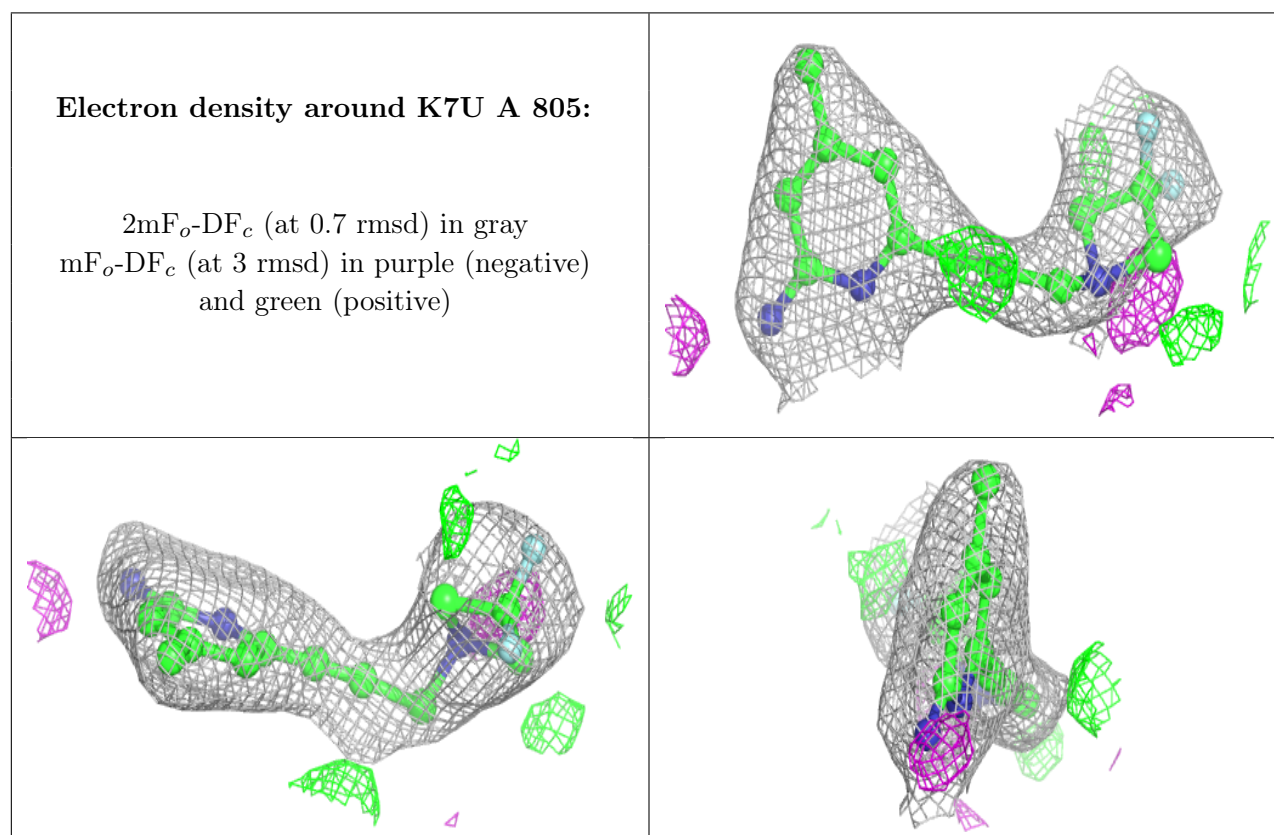 Electron density around K7U A 805:
2mFo-DFc (at 0.7 rmsd) in gray
mFo-DFc (at 3 rmsd) in purple (negative)
and green (positive)